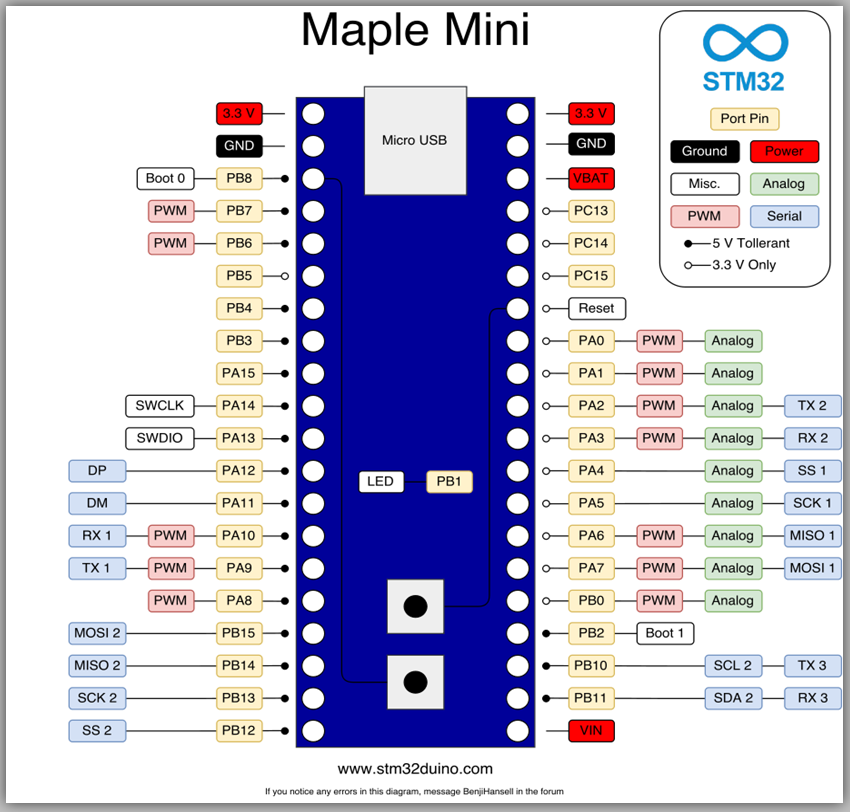 Maple Mini
STM32
Port Pin
Ground Power
Misc. Analog
PWM Serial
5 V Tollerant
3.3 V Only
Micro USB
3.3 V 3.3 V
GND GND
Boot 0 PB8 VBAT
PWM PB7 PC13
PWM PB6 PC14
PB5 PC15
PB4 Reset
PB3 PA0 PWM Analog
PA15 PA1 PWM Analog
SWCLK PA14 PA2 PWM Analog TX 2
SWDIO PA13 PA3 PWM Analog RX 2
DP PA12 PA4 Analog SS 1
LED PB1
DM PA11 PA5 Analog SCK 1
RX 1 PWM PA10 PA6 PWM Analog MISO 1
TX 1 PWM PA9 PA7 PWM Analog MOSI 1
PWM PA8 PB0 PWM Analog
MOSI 2 PB15 PB2 Boot 1
MISO 2 PB14 PB10 SCL 2 TX 3
SCK 2 PB13 PB11 SDA 2 RX 3
SS 2 PB12 VIN
www.stm32duino.com
If you notice any errors in this diagram, message BenjiHansell in the forum